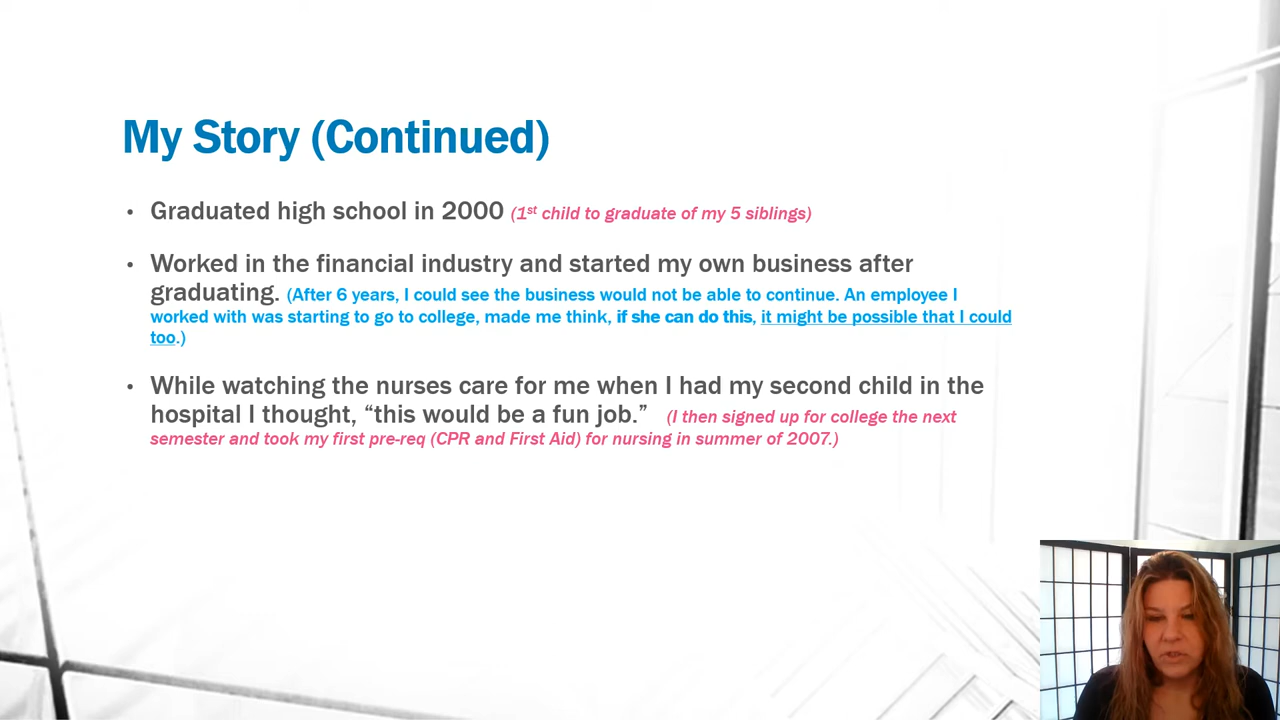 My Story (Continued)
• Graduated high school in 2000 (1st child to graduate of my 5 siblings)
• Worked in the financial industry and started my own business after
graduating. (After 6 years, I could see the business would not be able to continue. An employee I
worked with was starting to go to college, made me think, if she can do this, it might be possible that I could
too.)
• While watching the nurses care for me when I had my second child in the
hospital I thought, “this would be a fun job.” (I then signed up for college the next
semester and took my first pre-req (CPR and First Aid) for nursing in summer of 2007.)